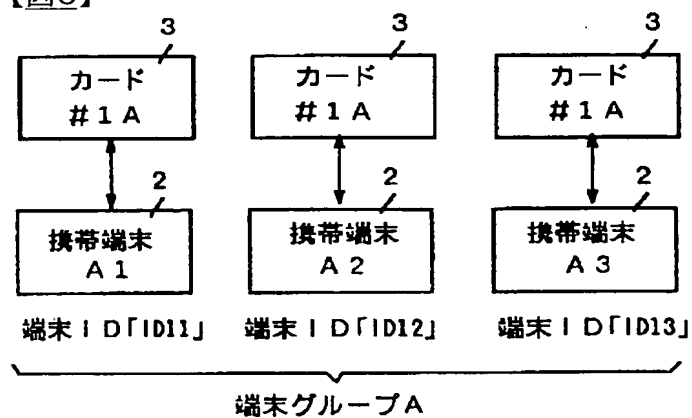 3 3 3
カード カード カード
#1A #1A #1A
2 2 2
携帯端末 携帯端末 携帯端末
A1 A2 A3
端末ID「ID11」 端末ID「ID12」 端末ID「ID13」
端末グループA